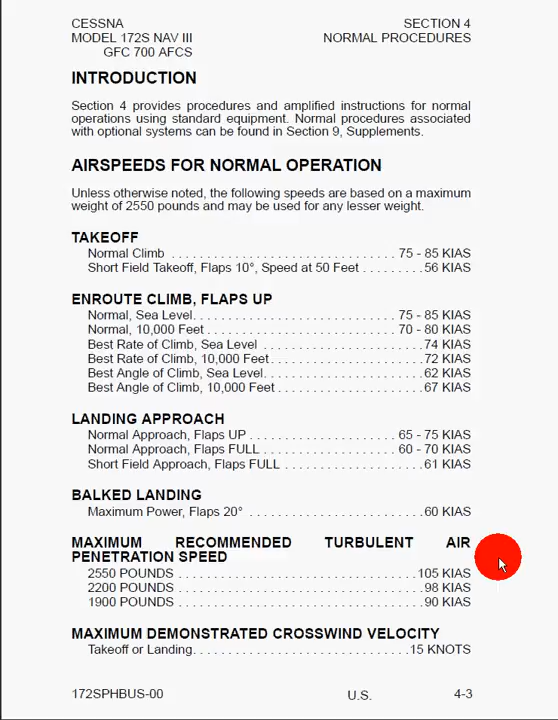 CESSNA
SECTION 4
MODEL 172S NAV III
NORMAL PROCEDURES
GFC 700 AFCS
INTRODUCTION
Section 4 provides procedures and amplified instructions for normal
operations using standard equipment. Normal procedures associated
with optional systems can be found in Section 9, Supplements.
AIRSPEEDS FOR NORMAL OPERATION
Unless otherwise noted, the following speeds are based on a maximum
weight of 2550 pounds and may be used for any lesser weight.
TAKEOFF
Normal Climb . . . . . . . . . . . . . . . . . . . . . . . . . . . . 75 - 85 KIAS
Short Field Takeoff, Flaps 10°, Speed at 50 Feet . . . . . . . . 56 KIAS
ENROUTE CLIMB, FLAPS UP
Normal, Sea Level. . . . . . . . . . . . . . . . . . . . . . . . . . 75 - 85 KIAS
Normal, 10,000 Feet . . . . . . . . . . . . . . . . . . . . . . . . 70 - 80 KIAS
Best Rate of Climb, Sea Level . . . . . . . . . . . . . . . . . . . . . 74 KIAS
Best Rate of Climb, 10,000 Feet . . . . . . . . . . . . . . . . . . . . 72 KIAS
Best Angle of Climb, Sea Level. . . . . . . . . . . . . . . . . . . . . 62 KIAS
Best Angle of Climb, 10,000 Feet . . . . . . . . . . . . . . . . . . . 67 KIAS
LANDING APPROACH
Normal Approach, Flaps UP . . . . . . . . . . . . . . . . . . . 65 - 75 KIAS
Normal Approach, Flaps FULL . . . . . . . . . . . . . . . . . 60 - 70 KIAS
Short Field Approach, Flaps FULL . . . . . . . . . . . . . . . . . . 61 KIAS
BALKED LANDING
Maximum Power, Flaps 20° . . . . . . . . . . . . . . . . . . . . . . 60 KIAS
MAXIMUM RECOMMENDED TURBULENT AIR
PENETRATION SPEED
2550 POUNDS . . . . . . . . . . . . . . . . . . . . . . . . . . . . . 105 KIAS
2200 POUNDS . . . . . . . . . . . . . . . . . . . . . . . . . . . . . . 98 KIAS
1900 POUNDS . . . . . . . . . . . . . . . . . . . . . . . . . . . . . . 90 KIAS
MAXIMUM DEMONSTRATED CROSSWIND VELOCITY
Takeoff or Landing. . . . . . . . . . . . . . . . . . . . . . . . . . . 15 KNOTS
172SPHBUS-00
U.S.
4-3